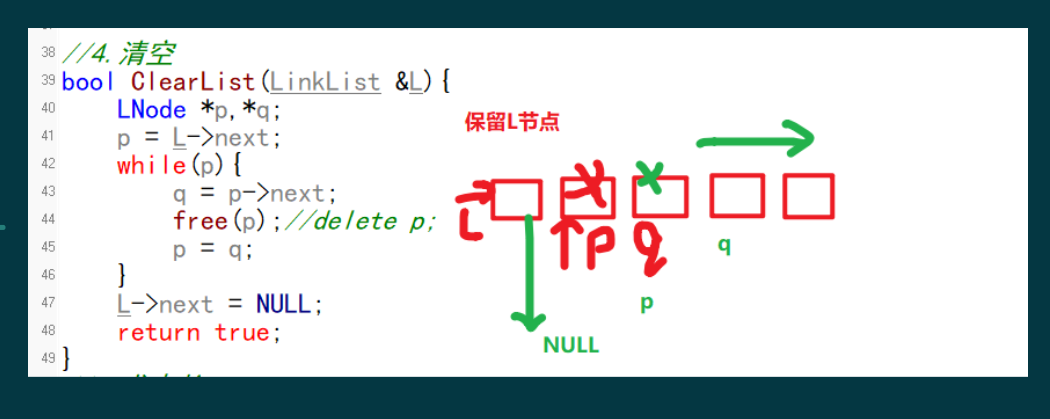 38 //4.清空
39 bool ClearList(LinkList &L){
40 LNode *p,*q;
41 p = L->next;
42 while(p){
43 q = p->next;
44 free(p);//delete p;
45 p = q;
46 }
47 L->next = NULL;
48 return true;
49 }
保留L节点
L
p
q
q
p
NULL